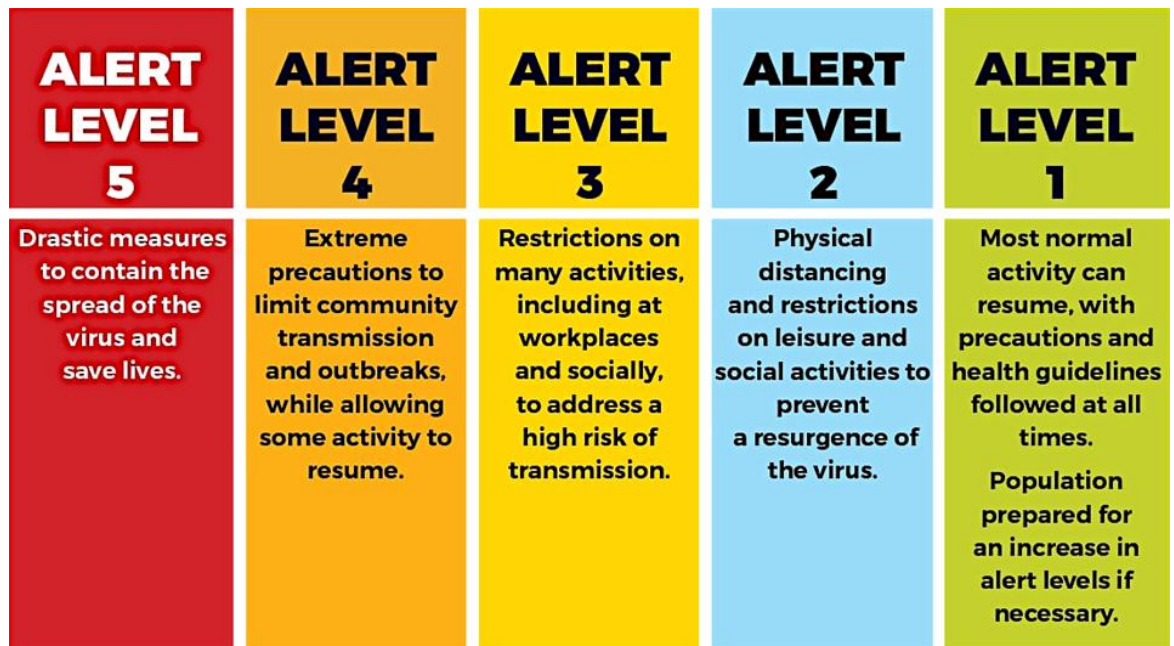 ALERT
LEVEL
5
Drastic measures
to contain the
spread of the
virus and
save lives.
ALERT
LEVEL
4
Extreme
precautions to
limit community
transmission
and outbreaks,
while allowing
some activity to
resume.
ALERT
LEVEL
3
Restrictions on
many activities,
including at
workplaces
and socially,
to address a
high risk of
transmission.
ALERT
LEVEL
2
Physical
distancing
and restrictions
on leisure and
social activities to
prevent
a resurgence of
the virus.
ALERT
LEVEL
1
Most normal
activity can
resume, with
precautions and
health guidelines
followed at all
times.
Population
prepared for
an increase in
alert levels if
necessary.